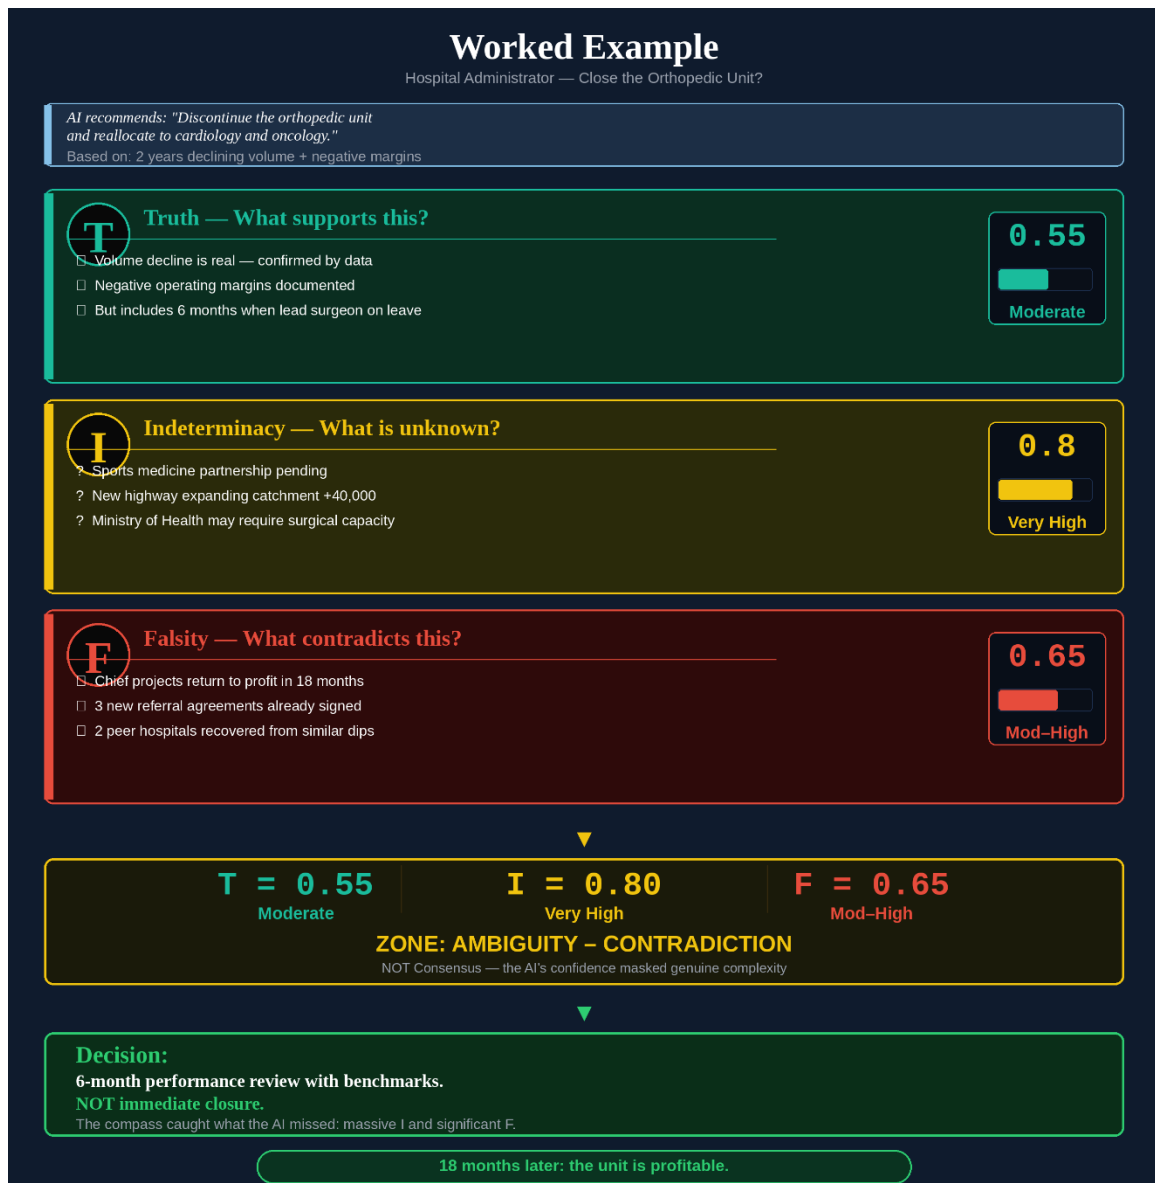 Worked Example
Hospital Administrator — Close the Orthopedic Unit?
AI recommends: "Discontinue the orthopedic unit
and reallocate to cardiology and oncology."
Based on: 2 years declining volume + negative margins
T
Truth — What supports this?
Volume decline is real — confirmed by data
Negative operating margins documented
But includes 6 months when lead surgeon on leave
0.55
Moderate
I
Indeterminacy — What is unknown?
? Sports medicine partnership pending
? New highway expanding catchment +40,000
? Ministry of Health may require surgical capacity
0.8
Very High
F
Falsity — What contradicts this?
Chief projects return to profit in 18 months
3 new referral agreements already signed
2 peer hospitals recovered from similar dips
0.65
Mod–High
T = 0.55 I = 0.80 F = 0.65
Moderate Very High Mod–High
ZONE: AMBIGUITY – CONTRADICTION
NOT Consensus — the AI's confidence masked genuine complexity
Decision:
6-month performance review with benchmarks.
NOT immediate closure.
The compass caught what the AI missed: massive I and significant F.
18 months later: the unit is profitable.